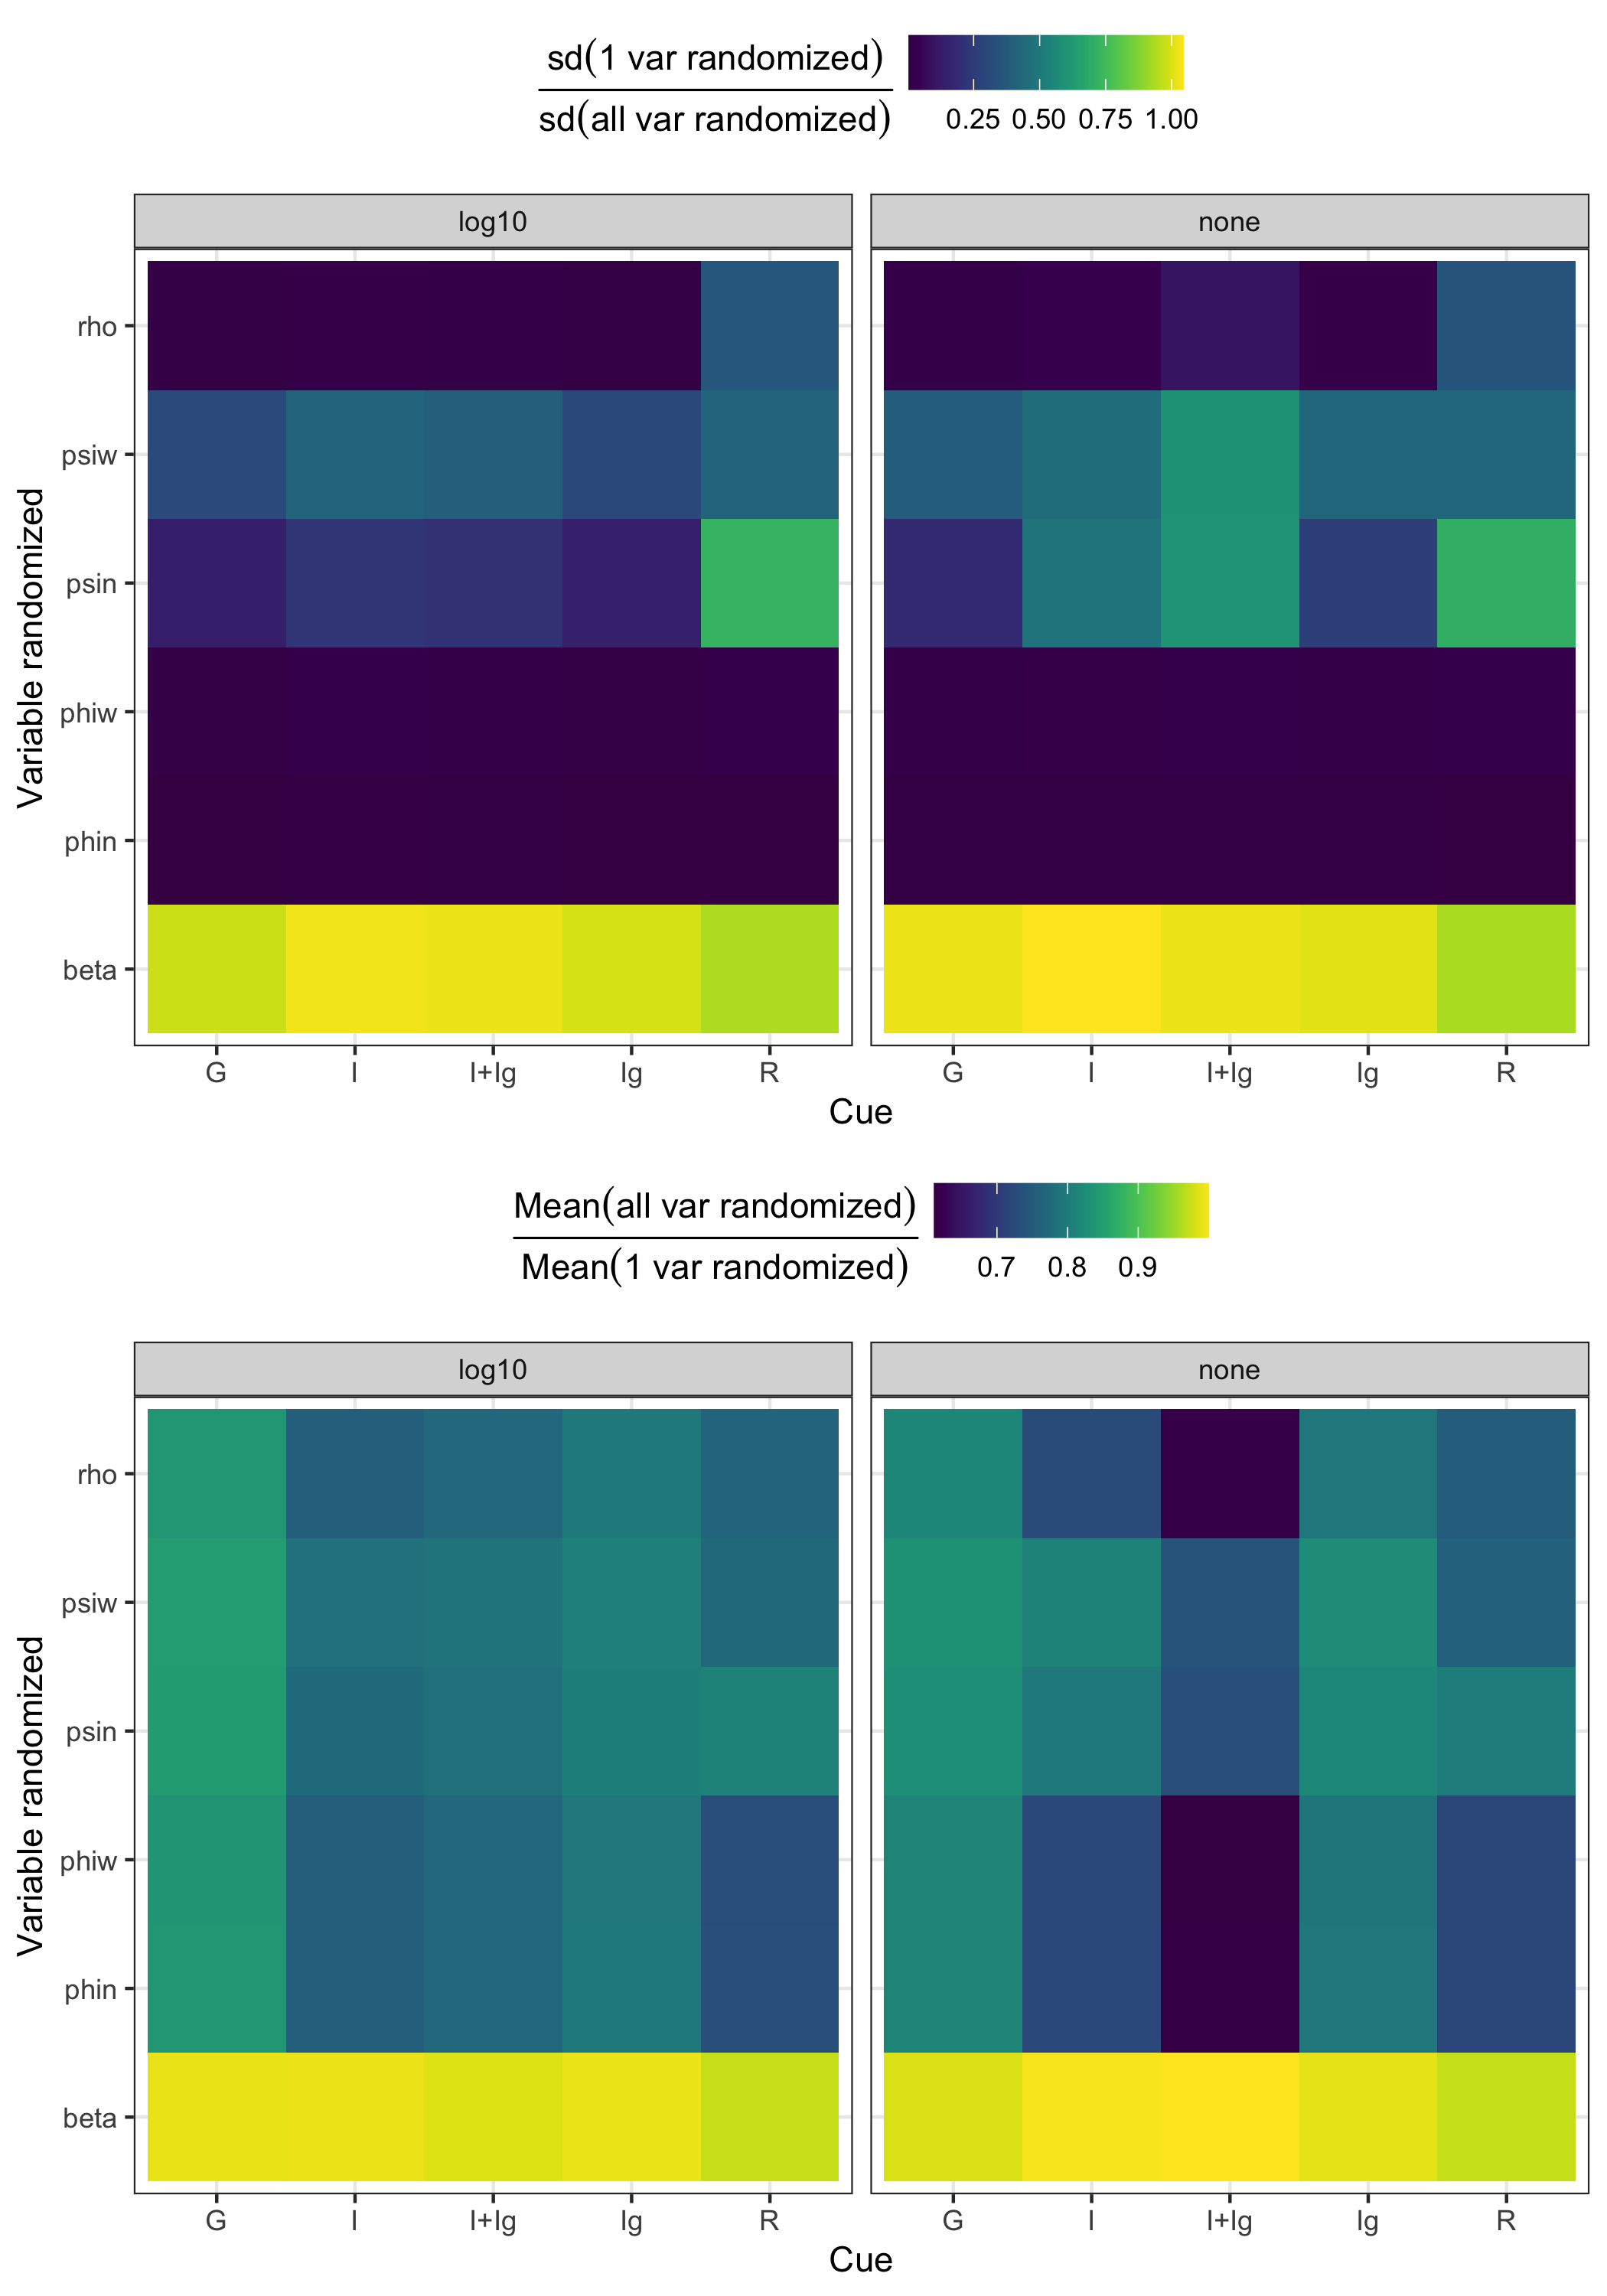 sd(1 var randomized)
sd(all var randomized)
0.25 0.50 0.75 1.00
log10 none
Variable randomized
rho
psiw
psin
phiw
phin
beta
G I I+Ig Ig R G I I+Ig Ig R
Cue
Mean(all var randomized)
Mean(1 var randomized)
0.7 0.8 0.9
log10 none
Variable randomized
rho
psiw
psin
phiw
phin
beta
G I I+Ig Ig R G I I+Ig Ig R
Cue